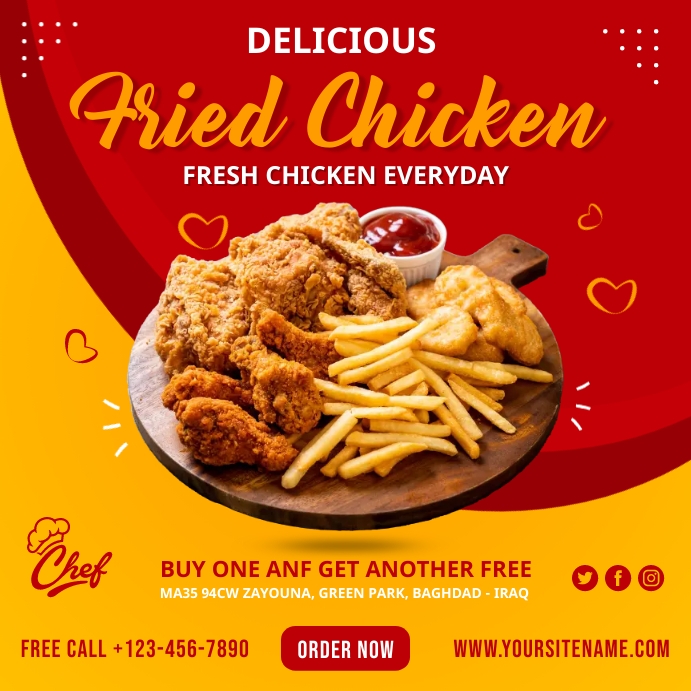 DELICIOUS
Fried Chicken
FRESH CHICKEN EVERYDAY
Chef
BUY ONE ANF GET ANOTHER FREE
MA35 94CW ZAYOUNA, GREEN PARK, BAGHDAD - IRAQ
FREE CALL +123-456-7890
ORDER NOW
WWW.YOURSITENAME.COM